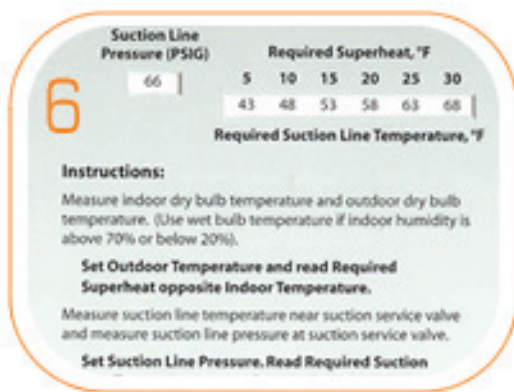 Suction Line
Pressure (PSIG)
Required Superheat, °F
66
5 10 15 20 25 30
43 48 53 58 63 68
Required Suction Line Temperature, °F
6
Instructions:
Measure indoor dry bulb temperature and outdoor dry bulb
temperature. (Use wet bulb temperature if indoor humidity is
above 70% or below 20%).
Set Outdoor Temperature and read Required
Superheat opposite Indoor Temperature.
Measure suction line temperature near suction service valve
and measure suction line pressure at suction service valve.
Set Suction Line Pressure. Read Required Suction